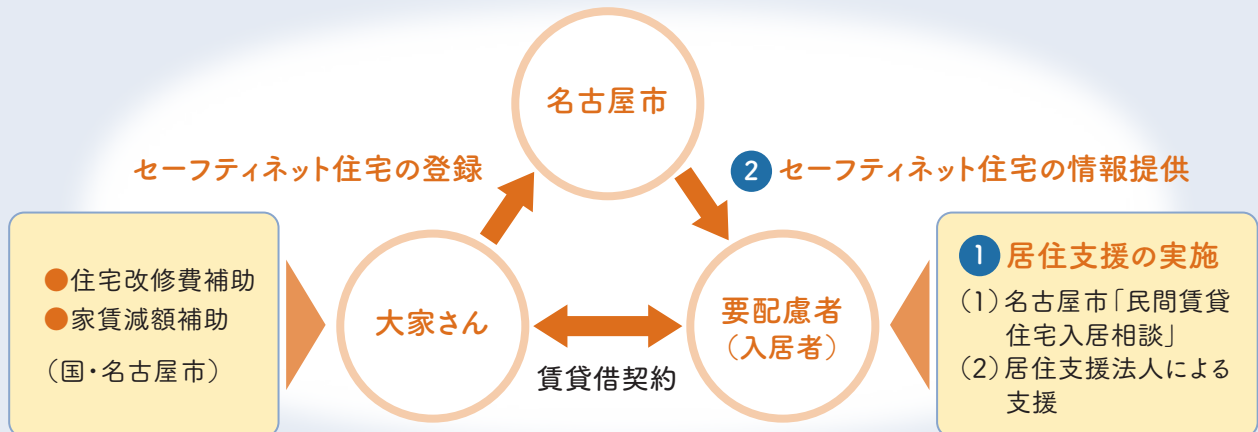 名古屋市
セーフティネット住宅の登録
2 セーフティネット住宅の情報提供
●住宅改修費補助
●家賃減額補助
(国・名古屋市)
大家さん
賃貸借契約
要配慮者
(入居者)
1 居住支援の実施
(1)名古屋市「民間賃貸
住宅入居相談」
(2)居住支援法人による
支援